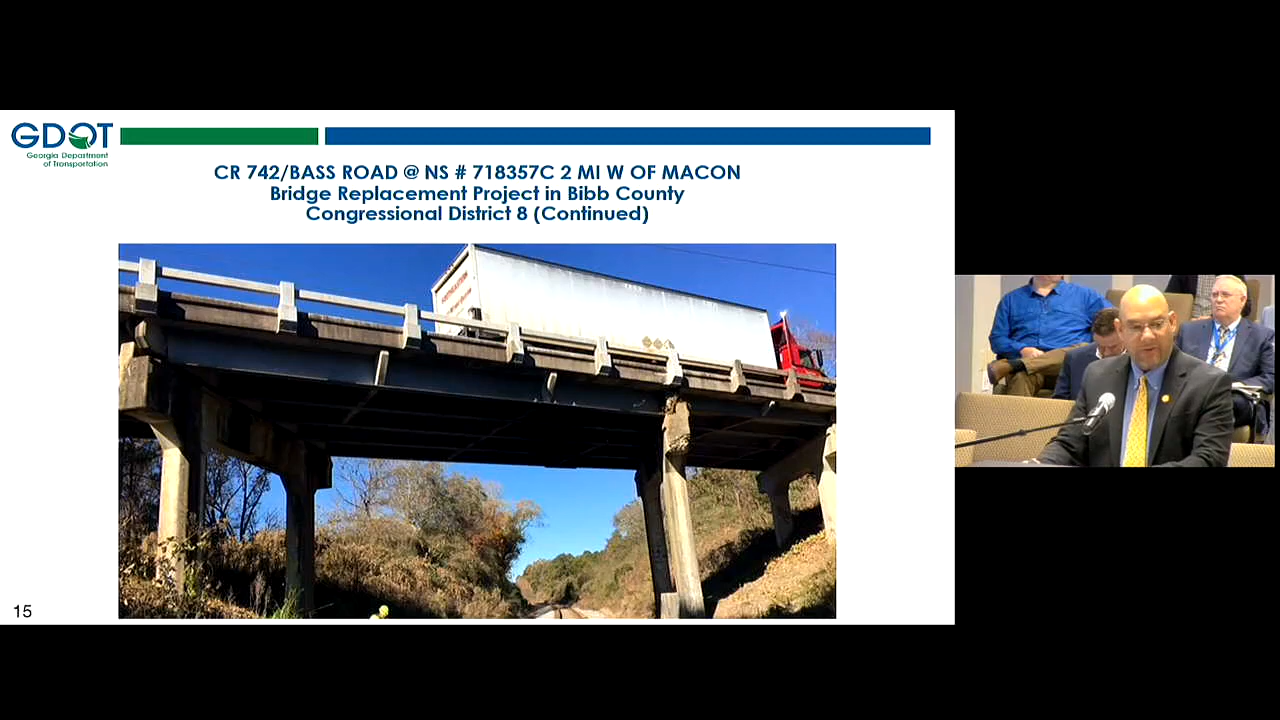 GDOT
Georgia Department
of Transportation
CR 742/BASS ROAD @ NS # 718357C 2 MI W OF MACON
Bridge Replacement Project in Bibb County
Congressional District 8 (Continued)
15